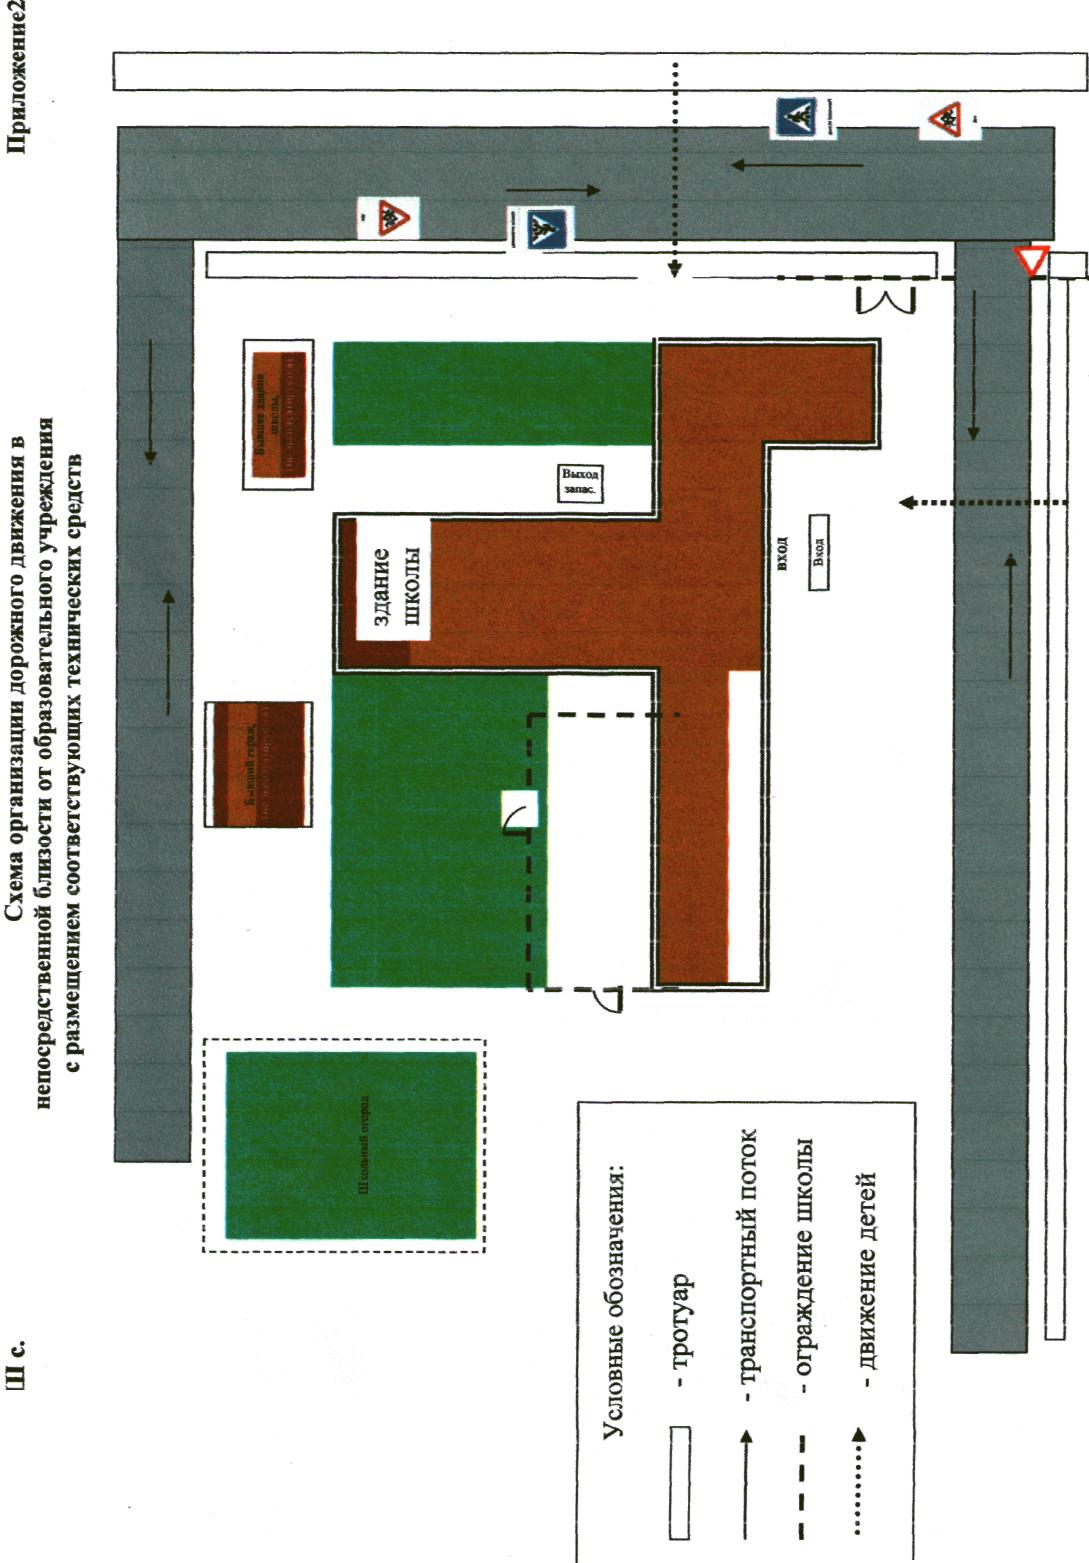 Приложение2
Схема организации дорожного движения в
непосредственной близости от образовательного учреждения
с размещением соответствующих технических средств
Ш с.
Бывшее здание
школы,
Бывший гараж,
Школьный огород
здание
школы
Выход
запас.
вход
Вход
Условные обозначения:
- тротуар
- транспортный поток
- ограждение школы
- движение детей